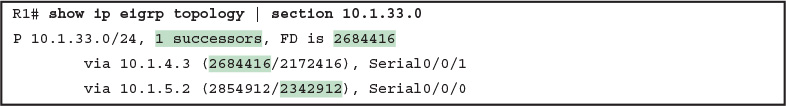 R1# show ip eigrp topology | section 10.1.33.0
P 10.1.33.0/24, 1 successors, FD is 2684416
via 10.1.4.3 (2684416/2172416), Serial0/0/1
via 10.1.5.2 (2854912/2342912), Serial0/0/0